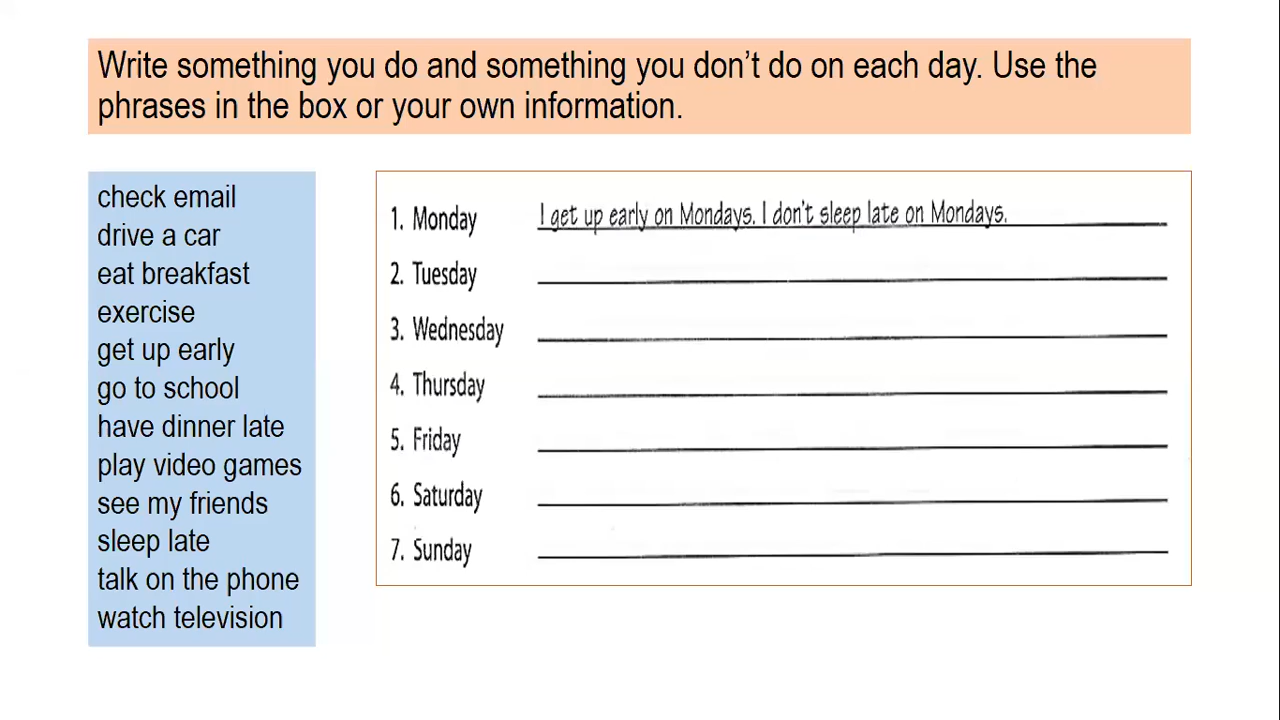 Write something you do and something you don't do on each day. Use the
phrases in the box or your own information.
check email
drive a car
eat breakfast
exercise
get up early
go to school
have dinner late
play video games
see my friends
sleep late
talk on the phone
watch television
1. Monday I get up early on Mondays. I don't sleep late on Mondays.
2. Tuesday
3. Wednesday
4. Thursday
5. Friday
6. Saturday
7. Sunday